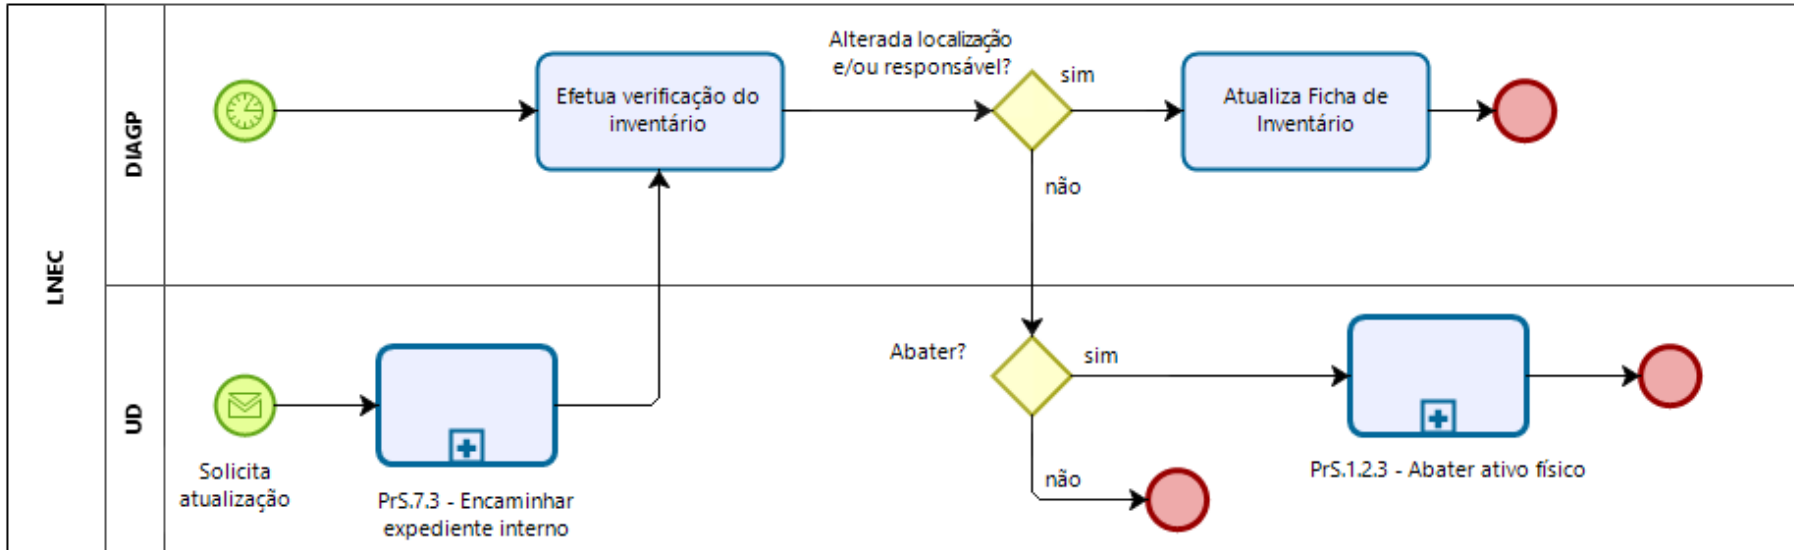 LNEC
DIAGP
Efetua verificação do
inventário
Alterada localização
e/ou responsável?
sim
não
Atualiza Ficha de
Inventário
UD
Solicita
atualização
PrS.7.3 - Encaminhar
expediente interno
Abater?
sim
não
PrS.1.2.3 - Abater ativo físico